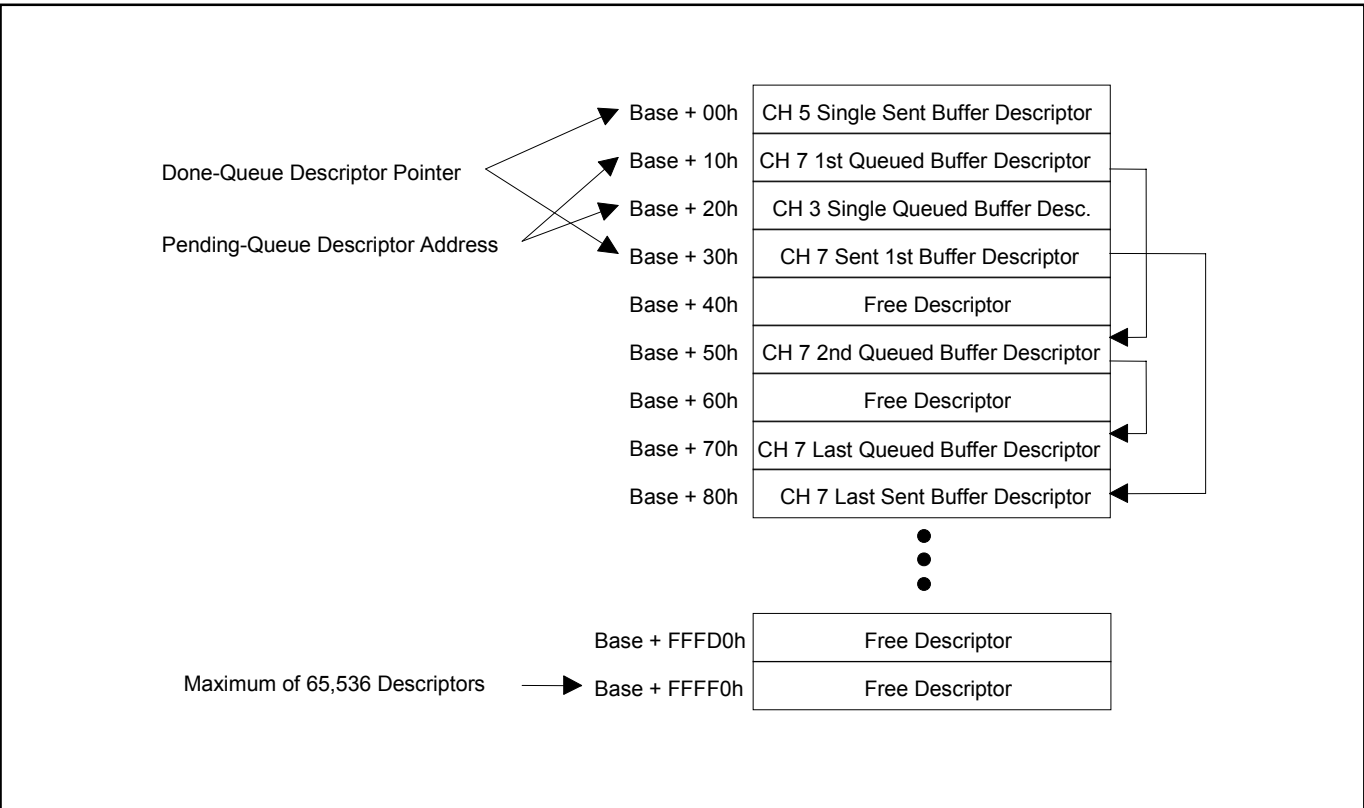 Base + 00h CH 5 Single Sent Buffer Descriptor
Base + 10h CH 7 1st Queued Buffer Descriptor
Done-Queue Descriptor Pointer
Base + 20h CH 3 Single Queued Buffer Desc.
Pending-Queue Descriptor Address
Base + 30h CH 7 Sent 1st Buffer Descriptor
Base + 40h Free Descriptor
Base + 50h CH 7 2nd Queued Buffer Descriptor
Base + 60h Free Descriptor
Base + 70h CH 7 Last Queued Buffer Descriptor
Base + 80h CH 7 Last Sent Buffer Descriptor
Base + FFFD0h Free Descriptor
Maximum of 65,536 Descriptors Base + FFFF0h Free Descriptor